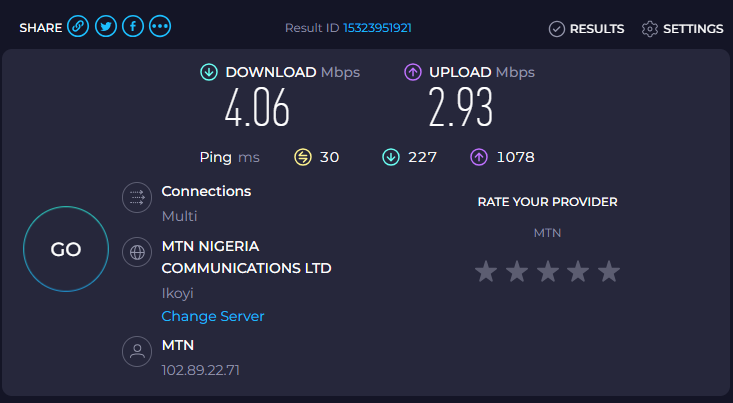 SHARE
Result ID 15323951921
RESULTS
SETTINGS
DOWNLOAD Mbps
UPLOAD Mbps
4.06
2.93
Ping ms 30 227 1078
Connections
Multi
MTN NIGERIA
COMMUNICATIONS LTD
Ikoyi
Change Server
MTN
102.89.22.71
GO
RATE YOUR PROVIDER
MTN